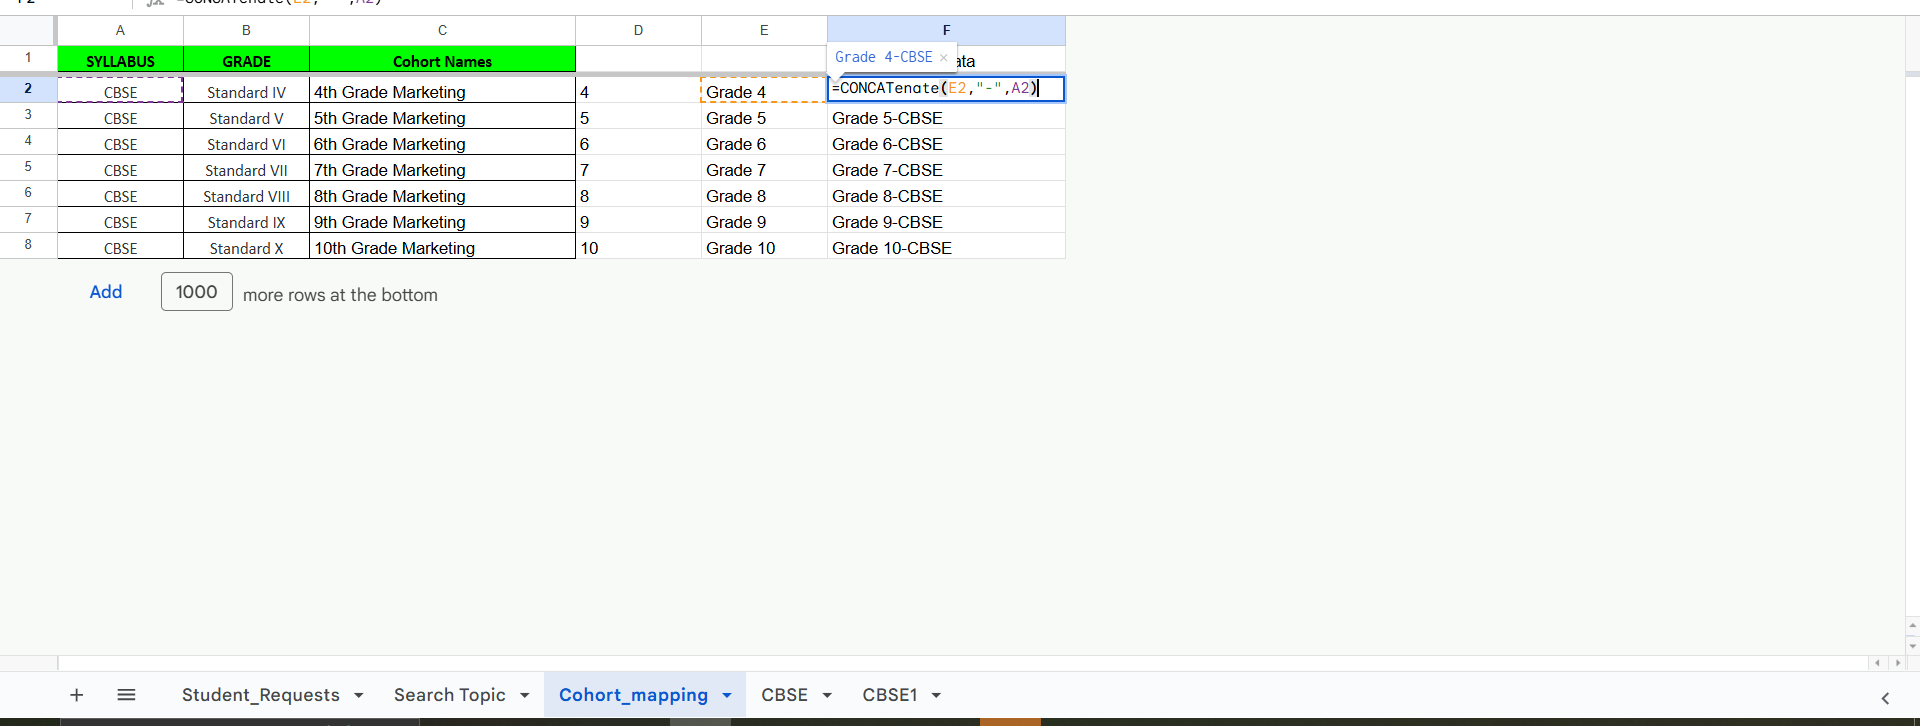 =CONCATenate(E2,"-",A2)
A B C D E F
1 SYLLABUS GRADE Cohort Names Grade 4-CBSE × ata
2 CBSE Standard IV 4th Grade Marketing 4 Grade 4 =CONCATenate(E2,"-",A2)
3 CBSE Standard V 5th Grade Marketing 5 Grade 5 Grade 5-CBSE
4 CBSE Standard VI 6th Grade Marketing 6 Grade 6 Grade 6-CBSE
5 CBSE Standard VII 7th Grade Marketing 7 Grade 7 Grade 7-CBSE
6 CBSE Standard VIII 8th Grade Marketing 8 Grade 8 Grade 8-CBSE
7 CBSE Standard IX 9th Grade Marketing 9 Grade 9 Grade 9-CBSE
8 CBSE Standard X 10th Grade Marketing 10 Grade 10 Grade 10-CBSE
Add 1000 more rows at the bottom
+ Student_Requests Search Topic Cohort_mapping CBSE CBSE1